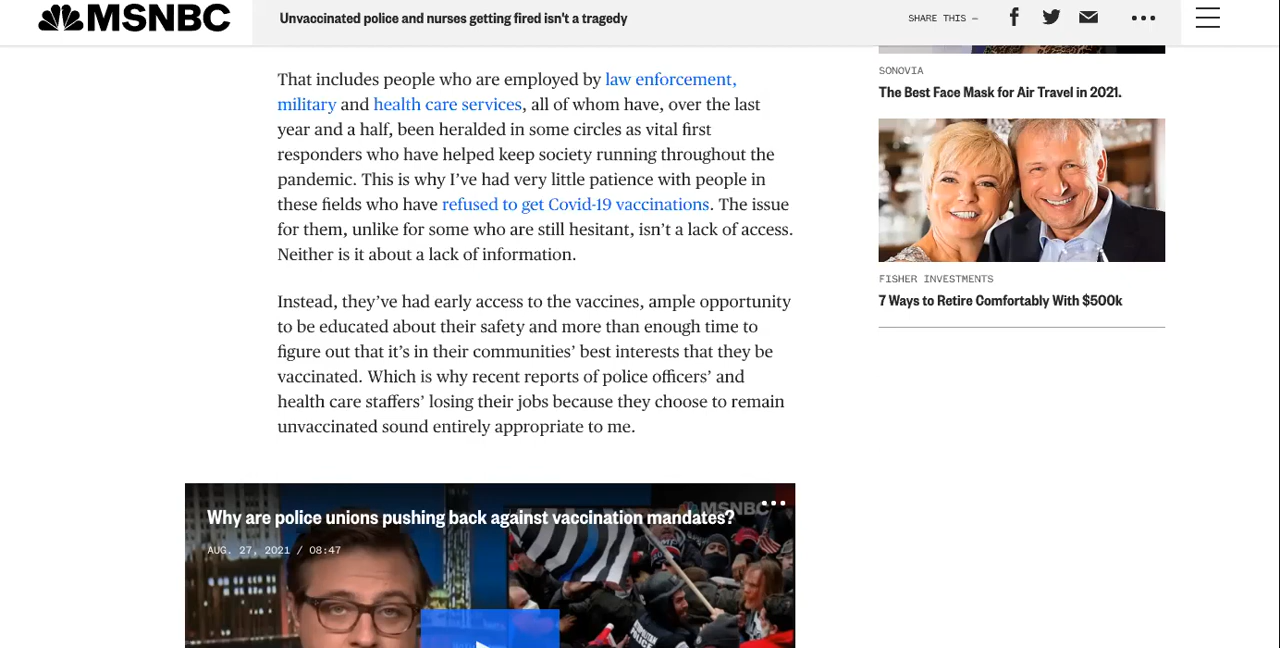 MSNBC
Unvaccinated police and nurses getting fired isn't a tragedy
SHARE THIS —
That includes people who are employed by law enforcement,
military and health care services, all of whom have, over the last
year and a half, been heralded in some circles as vital first
responders who have helped keep society running throughout the
pandemic. This is why I've had very little patience with people in
these fields who have refused to get Covid-19 vaccinations. The issue
for them, unlike for some who are still hesitant, isn't a lack of access.
Neither is it about a lack of information.
Instead, they've had early access to the vaccines, ample opportunity
to be educated about their safety and more than enough time to
figure out that it's in their communities' best interests that they be
vaccinated. Which is why recent reports of police officers' and
health care staffers' losing their jobs because they choose to remain
unvaccinated sound entirely appropriate to me.
MSNBC
Why are police unions pushing back against vaccination mandates?
AUG. 27, 2021 / 08:47
METROPOLITAN
POLICE
SONOVIA
The Best Face Mask for Air Travel in 2021.
FISHER INVESTMENTS
7 Ways to Retire Comfortably With $500k